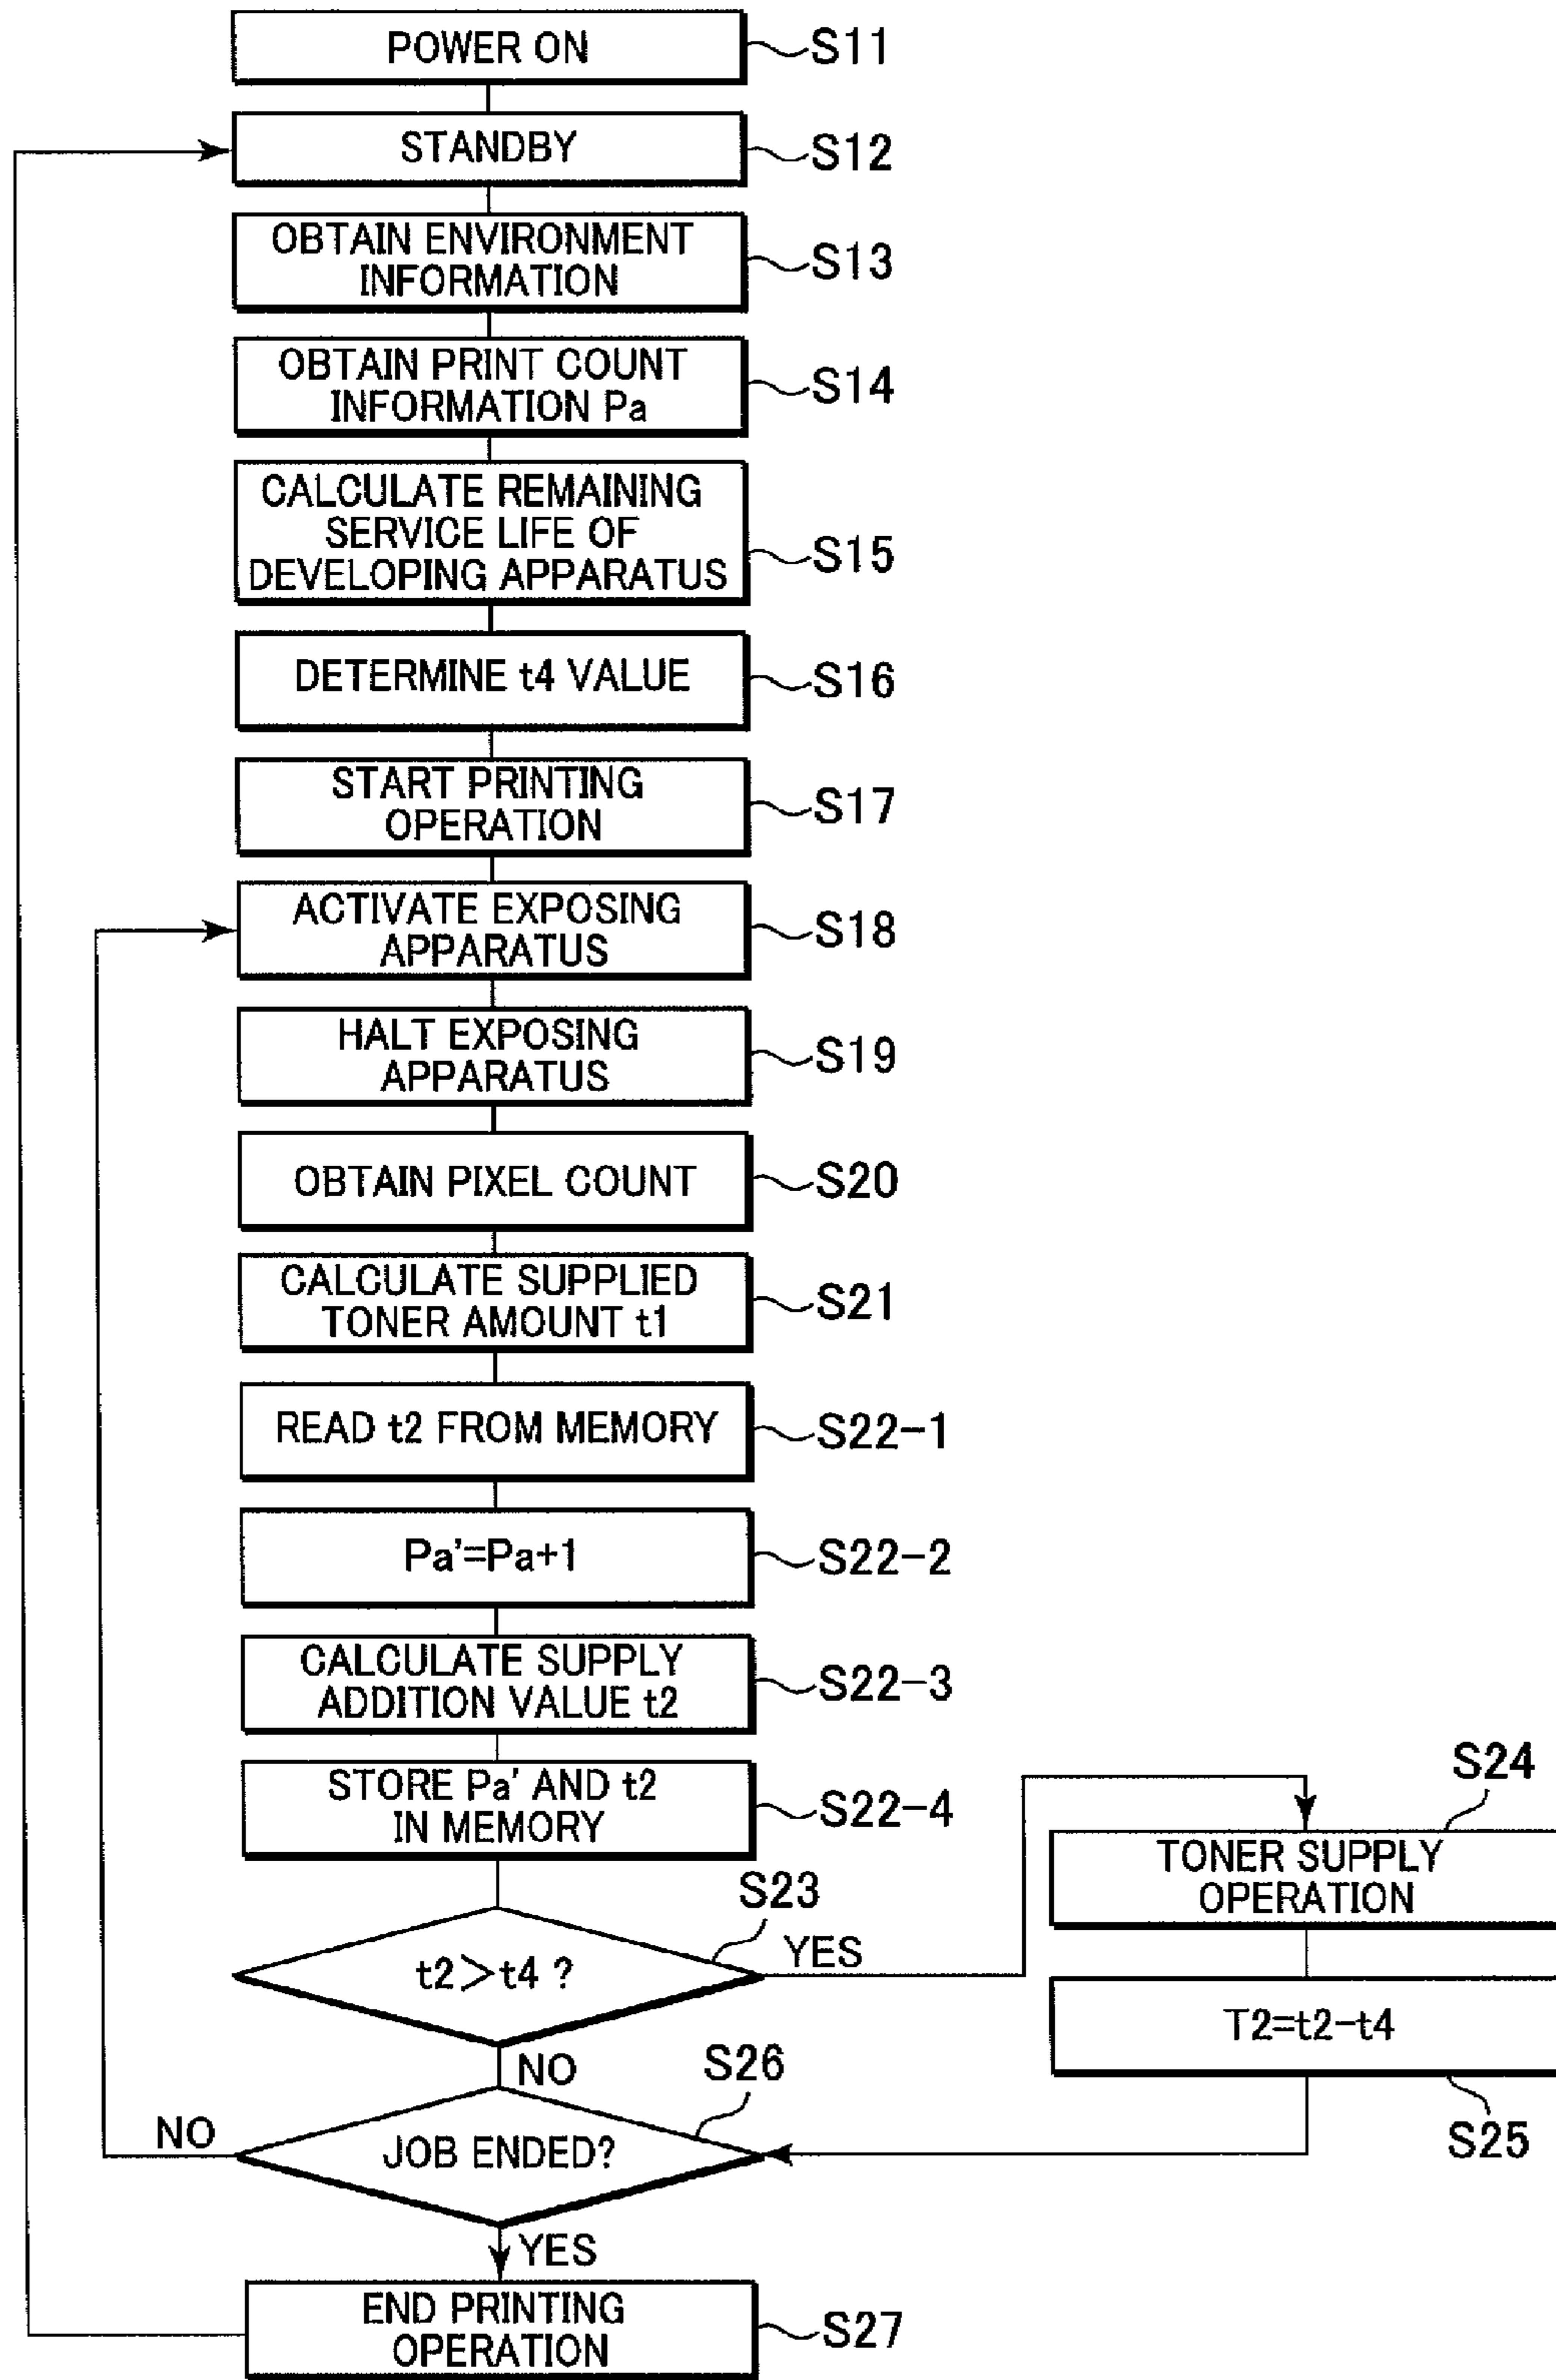 POWER ON
S11
STANDBY
S12
OBTAIN ENVIRONMENT
INFORMATION
S13
OBTAIN PRINT COUNT
INFORMATION Pa
S14
CALCULATE REMAINING
SERVICE LIFE OF
DEVELOPING APPARATUS
S15
DETERMINE t4 VALUE
S16
START PRINTING
OPERATION
S17
ACTIVATE EXPOSING
APPARATUS
S18
HALT EXPOSING
APPARATUS
S19
OBTAIN PIXEL COUNT
S20
CALCULATE SUPPLIED
TONER AMOUNT t1
S21
READ t2 FROM MEMORY
S22-1
Pa'=Pa+1
S22-2
CALCULATE SUPPLY
ADDITION VALUE t2
S22-3
STORE Pa' AND t2
IN MEMORY
S22-4
S23
t2>t4 ?
YES
NO
S24
TONER SUPPLY
OPERATION
T2=t2-t4
S25
S26
JOB ENDED?
NO
YES
END PRINTING
OPERATION
S27